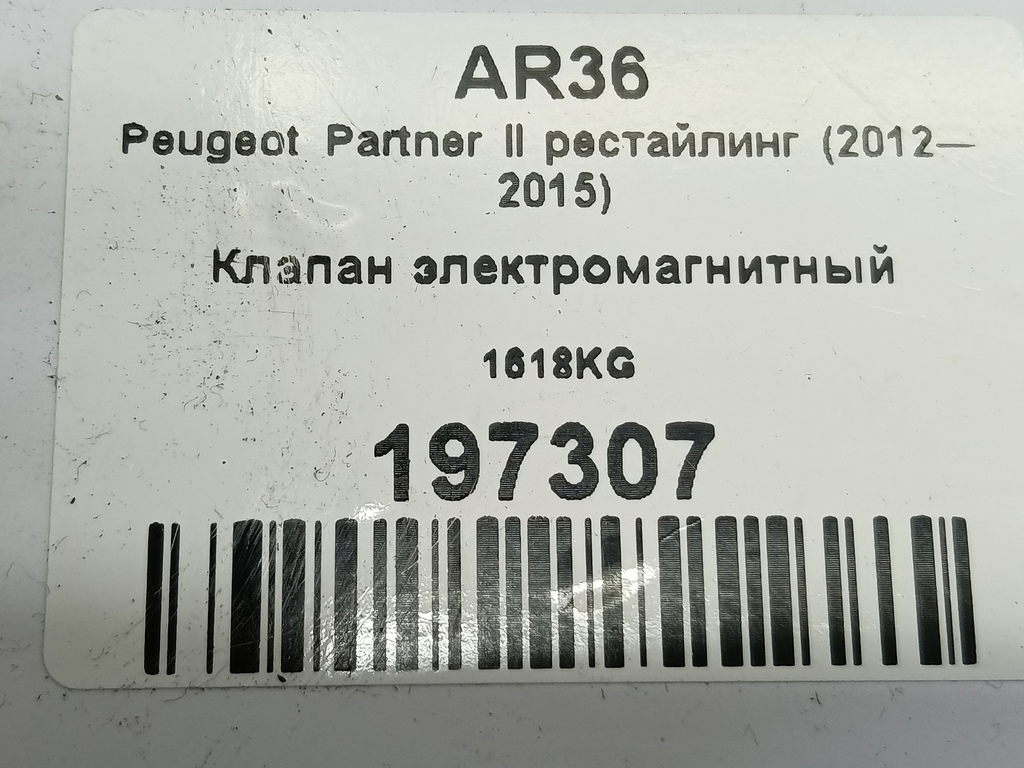 AR36
Peugeot Partner II рестайлинг (2012—
2015)
Клапан электромагнитный
1618KG
197307